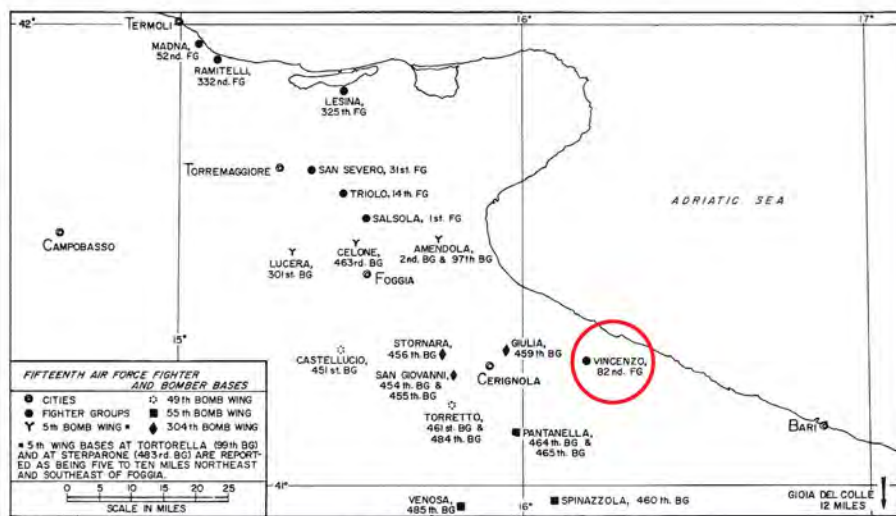 42°
16°
17°
TERMOLI
MADNA,
52nd. FG
RAMITELLI,
332nd. FG
LESINA,
325th. FG
TORREMAGGIORE
SAN SEVERO, 31st. FG
TRIOLO, 14th. FG
SALSOLA, 1st. FG
ADRIATIC SEA
CAMPOBASSO
LUCERA,
301st. BG
CELONE,
463rd. BG
AMENDOLA,
2nd. BG & 97th BG
FOGGIA
15°
STORNARA,
456th. BG
GIULIA,
459th BG
VINCENZO,
82nd. FG
CASTELLUCIO,
451st. BG
SAN GIOVANNI,
454th. BG &
455th. BG
CERIGNOLA
TORRETTO,
461st. BG &
484th. BG
PANTANELLA,
464th. BG &
465th. BG
BARI
FIFTEENTH AIR FORCE FIGHTER
AND BOMBER BASES
CITIES
FIGHTER GROUPS
5th BOMB WING *
49th BOMB WING
55th BOMB WING
304th BOMB WING
* 5th WING BASES AT TORTORELLA (99th BG)
AND AT STERPARONE (483rd. BG) ARE REPORT-
ED AS BEING FIVE TO TEN MILES NORTHEAST
AND SOUTHEAST OF FOGGIA.
0 5 10 15 20 25
SCALE IN MILES
41°
VENOSA,
485th. BG
16°
SPINAZZOLA, 460th. BG
GIOIA DEL COLLE
12 MILES